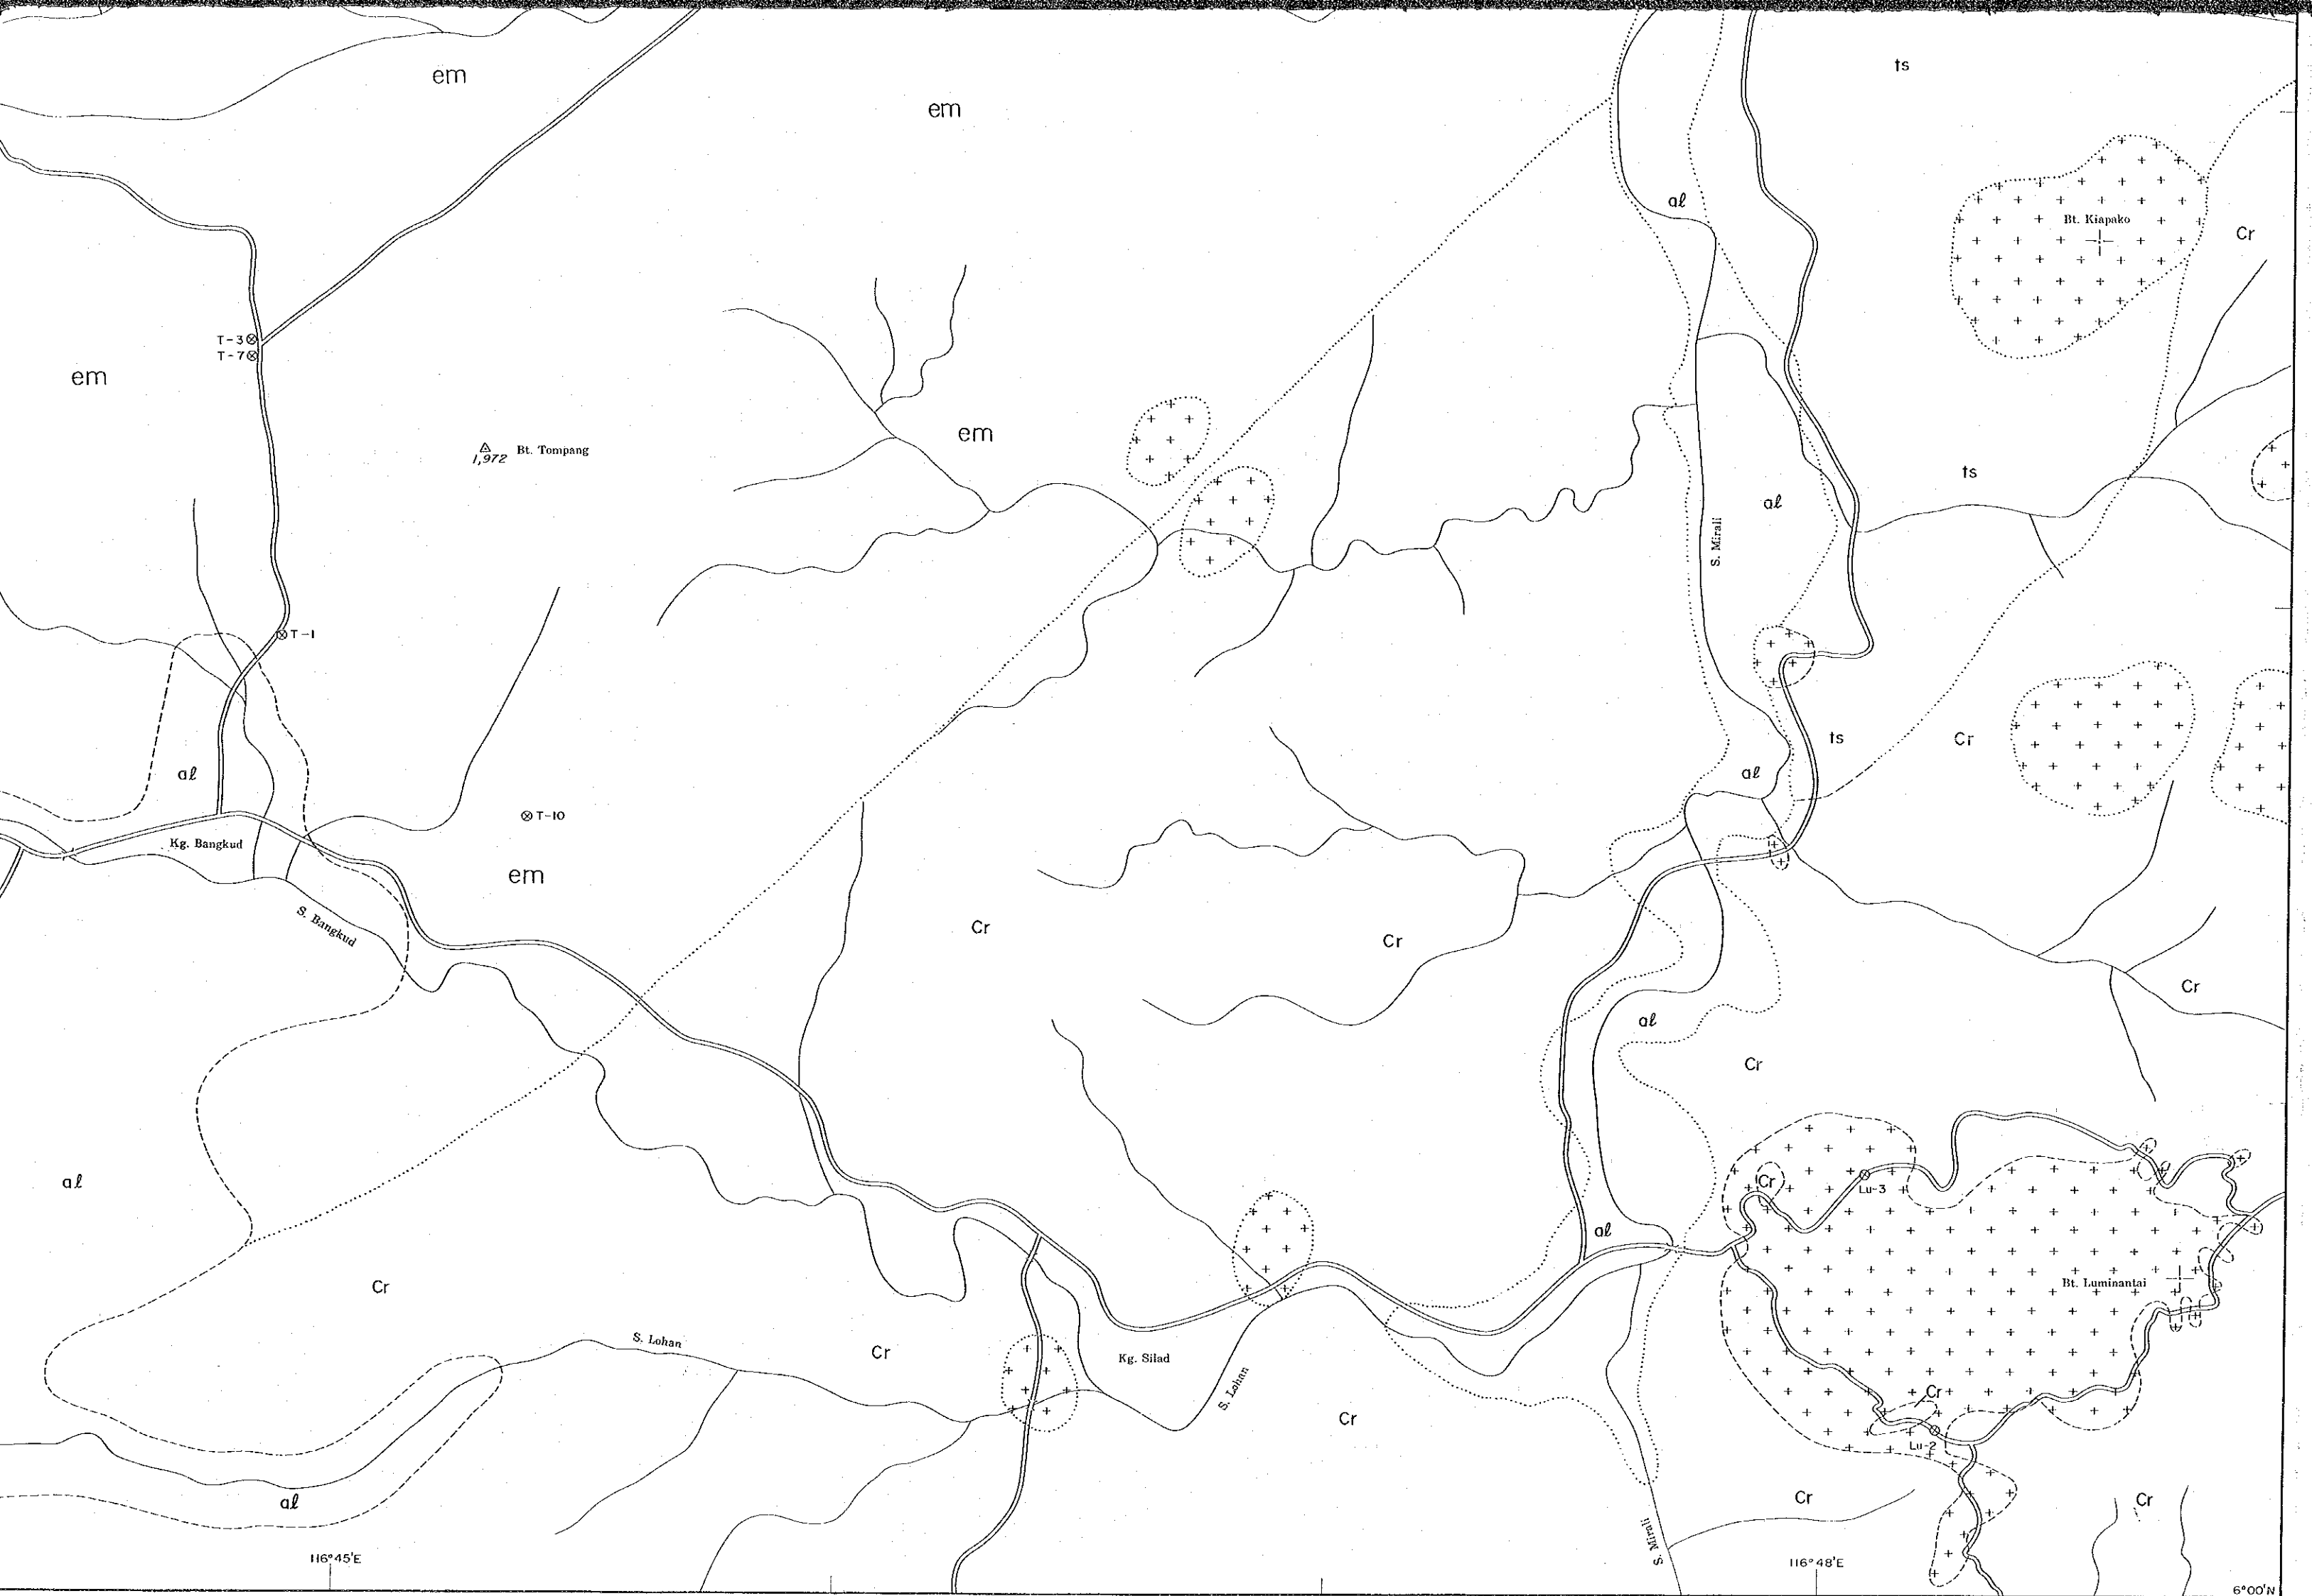 em
em
ts
al
Bt. Kiapako
Cr
T-3
T-7
em
em
1,972 Bt. Tompang
ts
al
S. Mirali
T-1
ts
Cr
al
al
T-10
Kg. Bangkud
em
S. Bangkud
Cr
Cr
Cr
al
Cr
al
Cr
Lu-3
al
Cr
Bt. Luminantai
S. Lohan
Cr
Kg. Silad
S. Lohan
Cr
Cr
Lu-2
al
Cr
Cr
S. Mirali
116°45'E
116°48'E
6°00'N